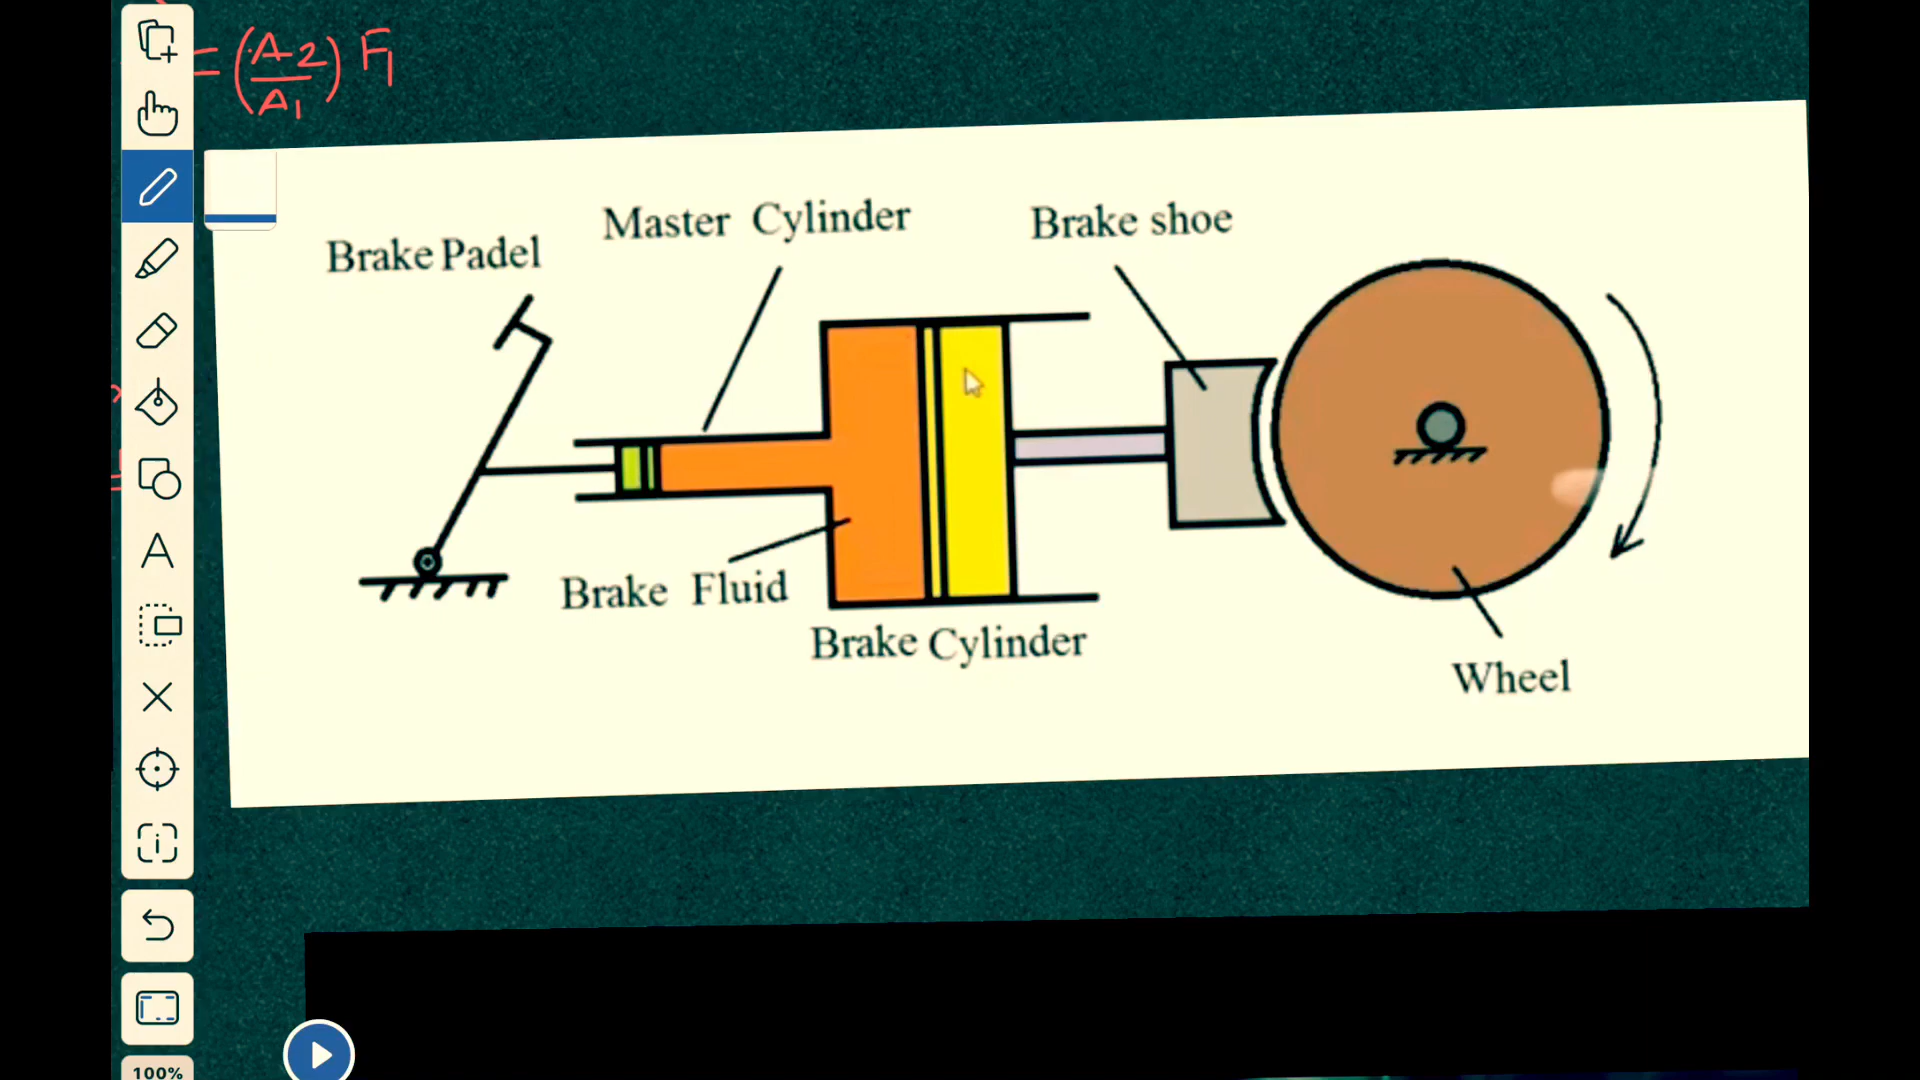 = (A2/A1) F1
Brake Padel
Master Cylinder
Brake shoe
Brake Fluid
Brake Cylinder
Wheel
A
100%